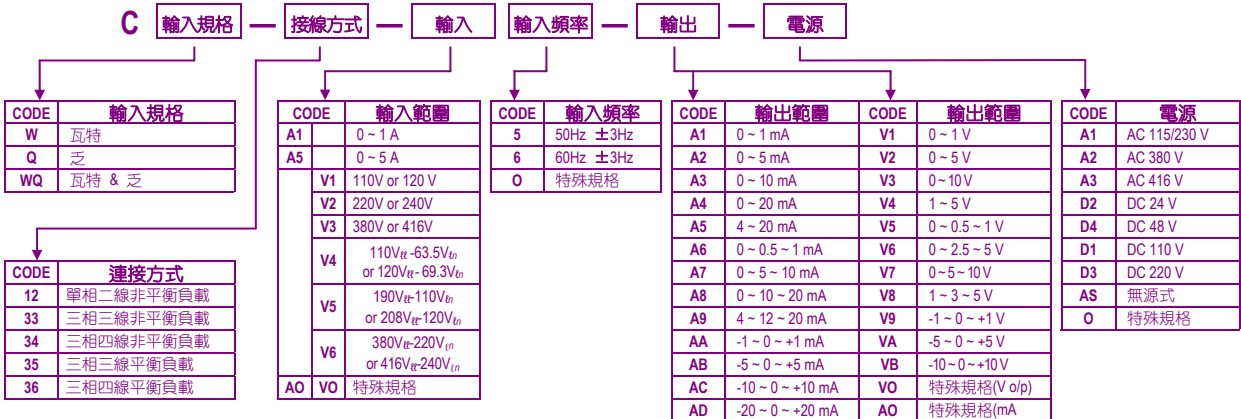 C 輸入規格 — 接線方式 — 輸入 輸入頻率 — 輸出 — 電源
CODE 輸入規格
W 瓦特
Q 乏
WQ 瓦特 & 乏
CODE 連接方式
12 單相二線非平衡負載
33 三相三線非平衡負載
34 三相四線非平衡負載
35 三相三線平衡負載
36 三相四線平衡負載
CODE 輸入範圍
A1 0 ~ 1 A
A5 0 ~ 5 A
V1 110V or 120 V
V2 220V or 240V
V3 380V or 416V
V4 110Vℓℓ -63.5Vℓn
or 120Vℓℓ - 69.3Vℓn
V5 190Vℓℓ-110Vℓn
or 208Vℓℓ-120Vℓn
V6 380Vℓℓ-220Vℓn
or 416Vℓℓ-240Vℓn
AO VO 特殊規格
CODE 輸入頻率
5 50Hz ±3Hz
6 60Hz ±3Hz
O 特殊規格
CODE 輸出範圍
A1 0 ~ 1 mA
A2 0 ~ 5 mA
A3 0 ~ 10 mA
A4 0 ~ 20 mA
A5 4 ~ 20 mA
A6 0 ~ 0.5 ~ 1 mA
A7 0 ~ 5 ~ 10 mA
A8 0 ~ 10 ~ 20 mA
A9 4 ~ 12 ~ 20 mA
AA -1 ~ 0 ~ +1 mA
AB -5 ~ 0 ~ +5 mA
AC -10 ~ 0 ~ +10 mA
AD -20 ~ 0 ~ +20 mA
CODE 輸出範圍
V1 0 ~ 1 V
V2 0 ~ 5 V
V3 0 ~ 10 V
V4 1 ~ 5 V
V5 0 ~ 0.5 ~ 1 V
V6 0 ~ 2.5 ~ 5 V
V7 0 ~ 5 ~ 10 V
V8 1 ~ 3 ~ 5 V
V9 -1 ~ 0 ~ +1 V
VA -5 ~ 0 ~ +5 V
VB -10 ~ 0 ~ +10 V
VO 特殊規格(V o/p)
AO 特殊規格(mA
CODE 電源
A1 AC 115/230 V
A2 AC 380 V
A3 AC 416 V
D2 DC 24 V
D4 DC 48 V
D1 DC 110 V
D3 DC 220 V
AS 無源式
O 特殊規格